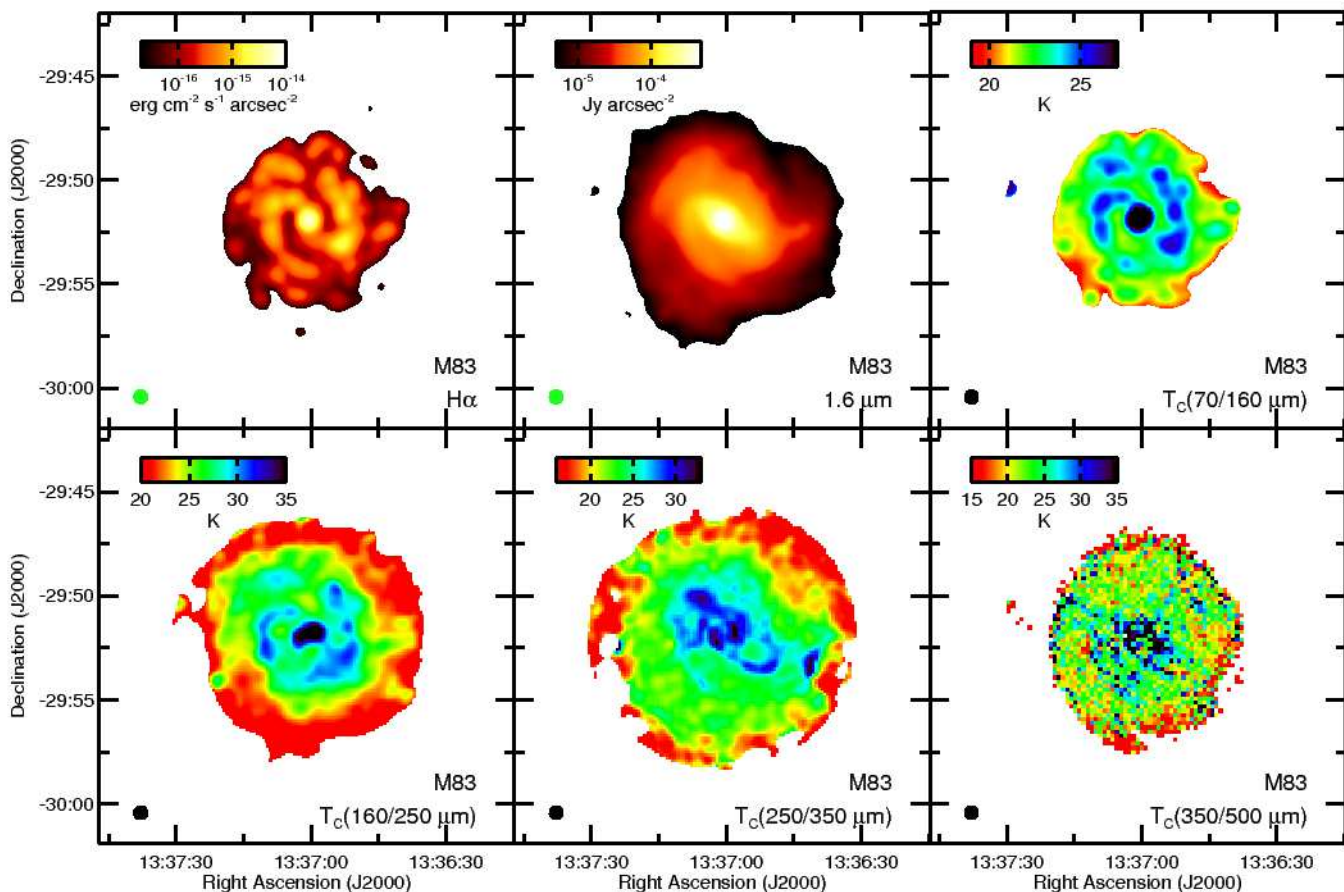 10⁻¹⁶ 10⁻¹⁵ 10⁻¹⁴
erg cm⁻² s⁻¹ arcsec⁻²
M83
Hα
10⁻⁵ 10⁻⁴
Jy arcsec⁻²
M83
1.6 μm
20 25
K
M83
T_C(70/160 μm)
-29:45
-29:50
-29:55
-30:00
Declination (J2000)
20 25 30 35
K
M83
T_C(160/250 μm)
20 25 30
K
M83
T_C(250/350 μm)
15 20 25 30 35
K
M83
T_C(350/500 μm)
-29:45
-29:50
-29:55
-30:00
Declination (J2000)
13:37:30 13:37:00 13:36:30
Right Ascension (J2000)
13:37:30 13:37:00 13:36:30
Right Ascension (J2000)
13:37:30 13:37:00 13:36:30
Right Ascension (J2000)